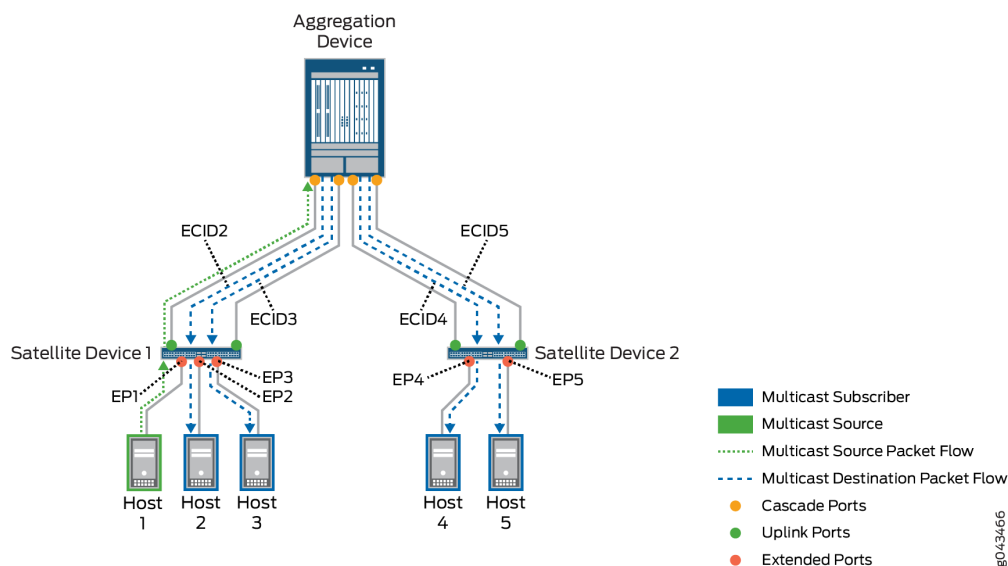 Aggregation
Device
ECID2
ECID5
ECID3
ECID4
Satellite Device 1
Satellite Device 2
EP3
EP1
EP2
EP4
EP5
Host
1
Host
2
Host
3
Host
4
Host
5
Multicast Subscriber
Multicast Source
Multicast Source Packet Flow
Multicast Destination Packet Flow
Cascade Ports
Uplink Ports
Extended Ports
g043466